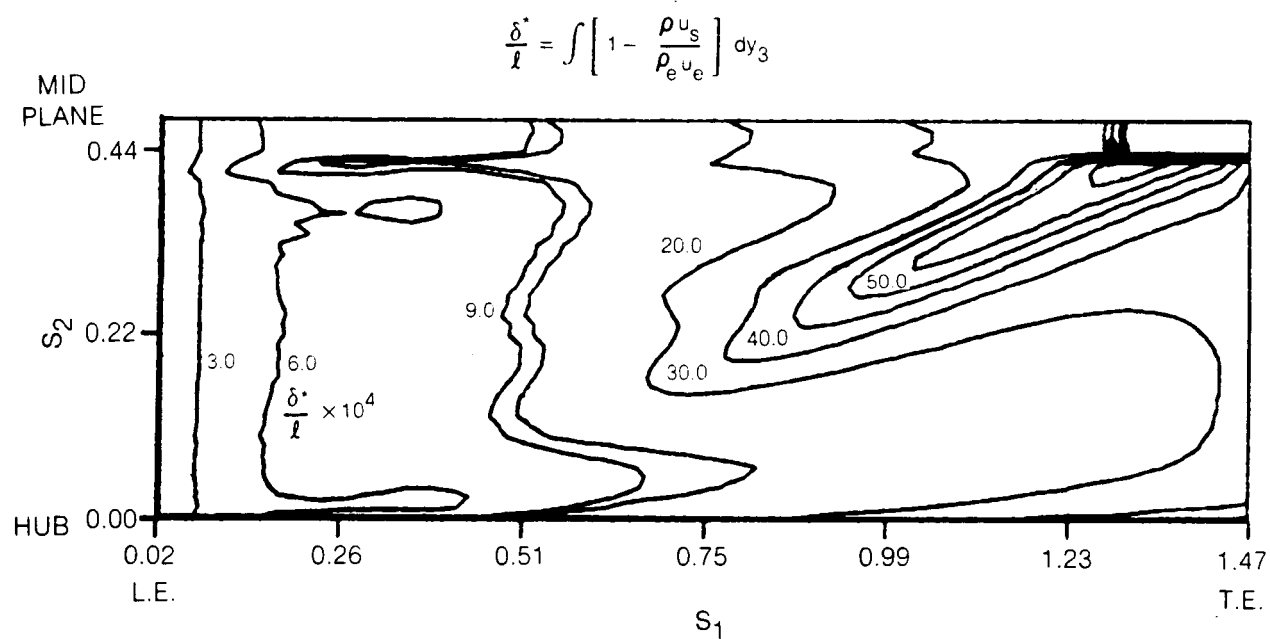 δ*/ℓ = ∫ [ 1 - ρu_s / ρ_e u_e ] dy_3
MID
PLANE
0.44
20.0
50.0
9.0
S_2
0.22
40.0
3.0
6.0
30.0
δ*/ℓ ×10^4
HUB 0.00
0.02
0.26
0.51
0.75
0.99
1.23
1.47
L.E.
T.E.
S_1